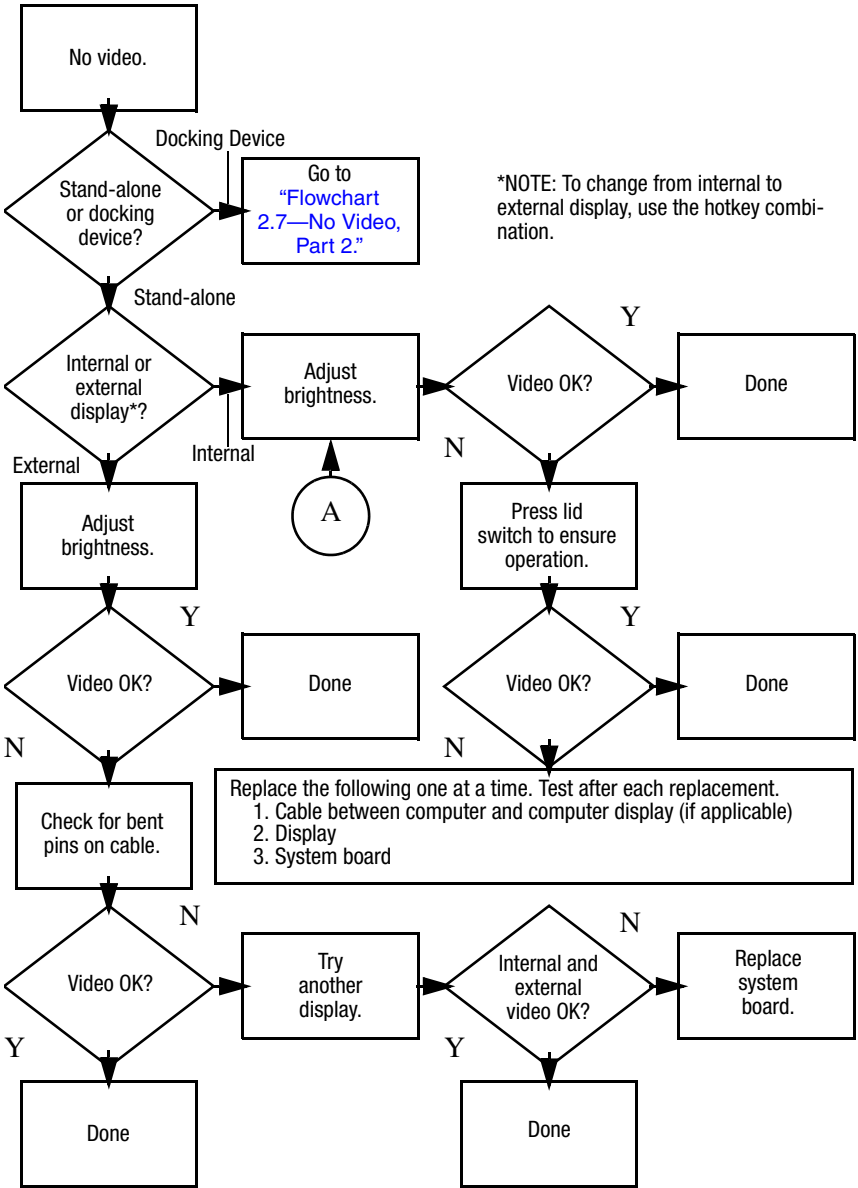 No video.
Docking Device
Stand-alone
or docking
device?
Go to
“Flowchart
2.7—No Video,
Part 2.”
*NOTE: To change from internal to
external display, use the hotkey combi-
nation.
Stand-alone
Internal or
external
display*?
Internal
External
Adjust
brightness.
A
Video OK?
Y
N
Done
Press lid
switch to ensure
operation.
Adjust
brightness.
Video OK?
Y
N
Done
Video OK?
Y
N
Done
Replace the following one at a time. Test after each replacement.
1. Cable between computer and computer display (if applicable)
2. Display
3. System board
Check for bent
pins on cable.
Video OK?
N
Y
Try
another
display.
Internal and
external
video OK?
N
Y
Replace
system
board.
Done
Done